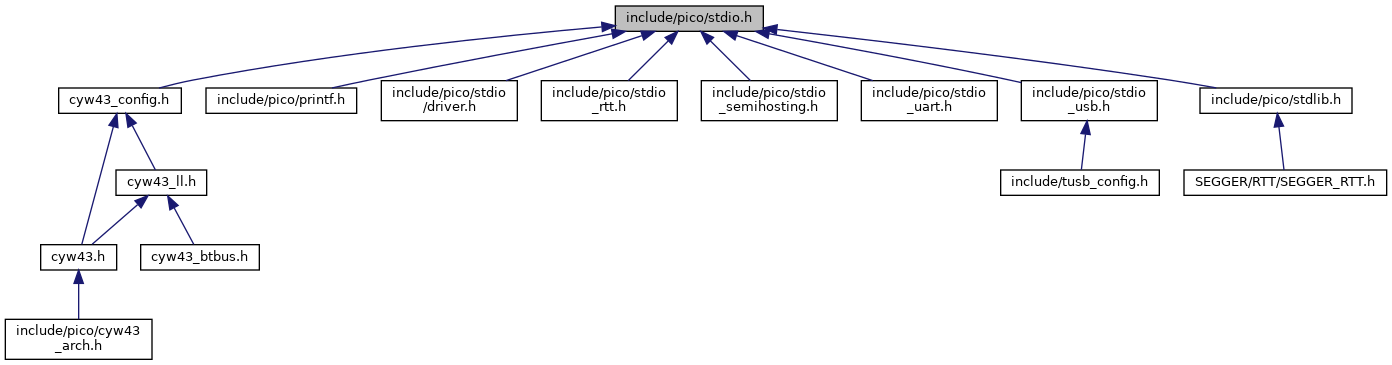 include/pico/stdio.h
cyw43_config.h
include/pico/printf.h
include/pico/stdio
/driver.h
include/pico/stdio
_rtt.h
include/pico/stdio
_semihosting.h
include/pico/stdio
_uart.h
include/pico/stdio
_usb.h
include/pico/stdlib.h
cyw43_ll.h
include/tusb_config.h
SEGGER/RTT/SEGGER_RTT.h
cyw43.h
cyw43_btbus.h
include/pico/cyw43
_arch.h